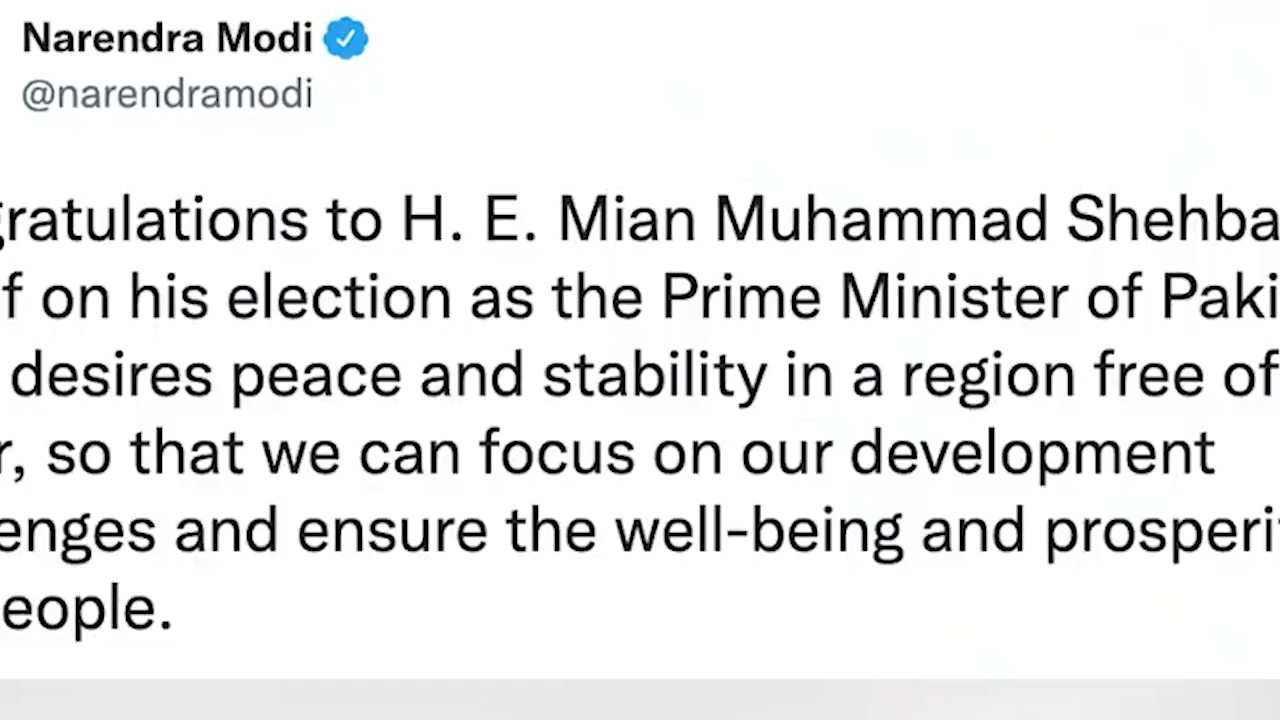 Narendra Modi
@narendramodi
gratulations to H. E. Mian Muhammad Shehba
f on his election as the Prime Minister of Paki
desires peace and stability in a region free of
r, so that we can focus on our development
enges and ensure the well-being and prosperi
eople.